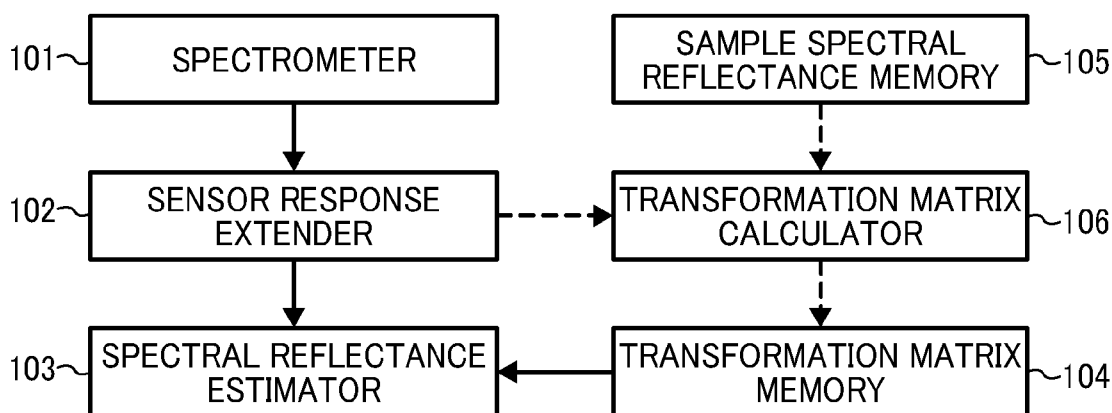 101
SPECTROMETER
SAMPLE SPECTRAL
REFLECTANCE MEMORY
105
102
SENSOR RESPONSE
EXTENDER
TRANSFORMATION MATRIX
CALCULATOR
106
103
SPECTRAL REFLECTANCE
ESTIMATOR
TRANSFORMATION MATRIX
MEMORY
104